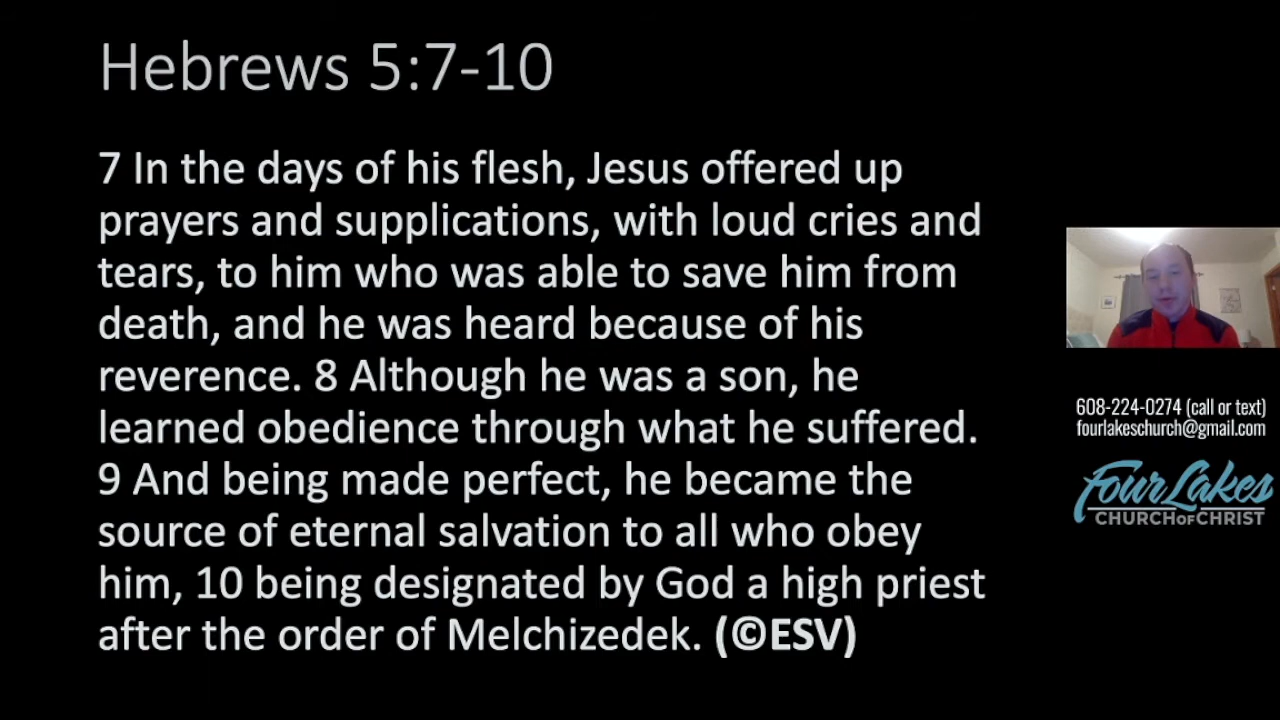 Hebrews 5:7-10
7 In the days of his flesh, Jesus offered up
prayers and supplications, with loud cries and
tears, to him who was able to save him from
death, and he was heard because of his
reverence. 8 Although he was a son, he
learned obedience through what he suffered.
9 And being made perfect, he became the
source of eternal salvation to all who obey
him, 10 being designated by God a high priest
after the order of Melchizedek. (©ESV)
608-224-0274 (call or text)
fourlakeschurch@gmail.com
Four Lakes
CHURCH OF CHRIST